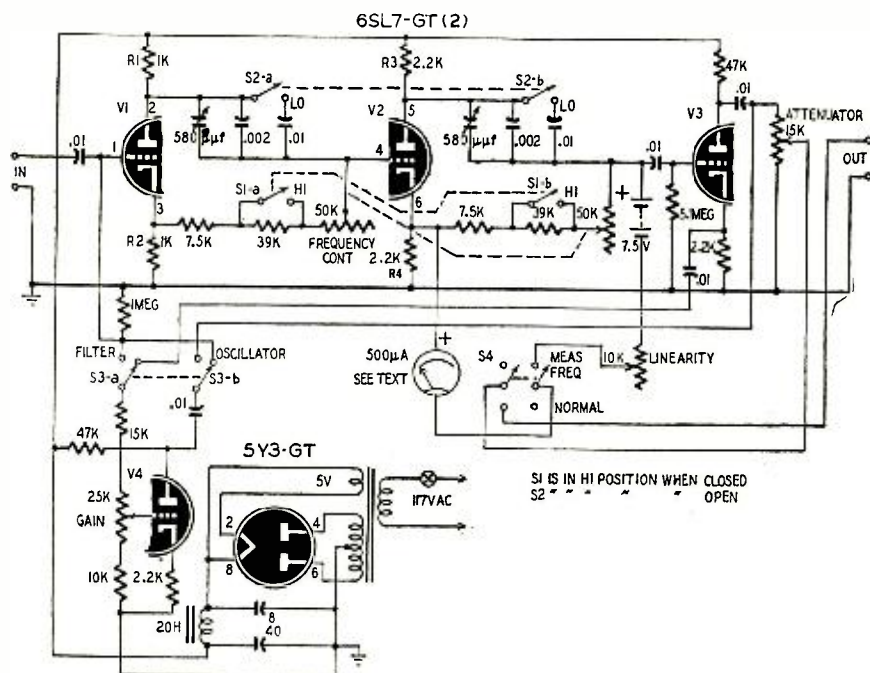 6SL7-GT (2)
R1
1K
R3
2.2K
47K
S2-a
S2-b
.01
V1
2
LO
V2
5
LO
V3
ATTENUATOR
15K
580 µµf
.002
.01
580 µµf
.002
.01
.01
1
4
.01
IN
OUT
S1-a
HI
S1-b
HI
+
3
50K
6
50K
7.5K
39K
7.5K
39K
7.5V
2.2K
R2
1K
FREQUENCY
CONT
2.2K
R4
.01
1MEG
FILTER
OSCILLATOR
+
500µA
SEE TEXT
S4
MEAS
FREQ
10K
LINEARITY
S3-a
S3-b
NORMAL
.01
15K
47K
5Y3-GT
V4
5V
117VAC
S1 IS IN HI POSITION WHEN CLOSED
S2 " " " " " OPEN
25K
GAIN
2
4
10K
2.2K
8
6
20H
8
40